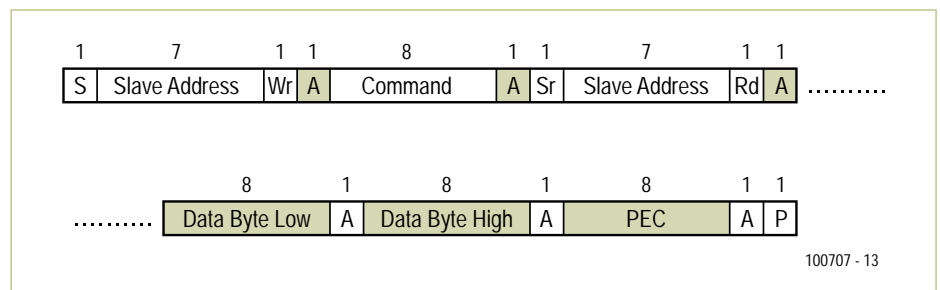 1 7 1 1 8 1 1 7 1 1
S Slave Address Wr A Command A Sr Slave Address Rd A ..........
8 1 8 1 8 1 1
.......... Data Byte Low A Data Byte High A PEC A P
100707 - 13